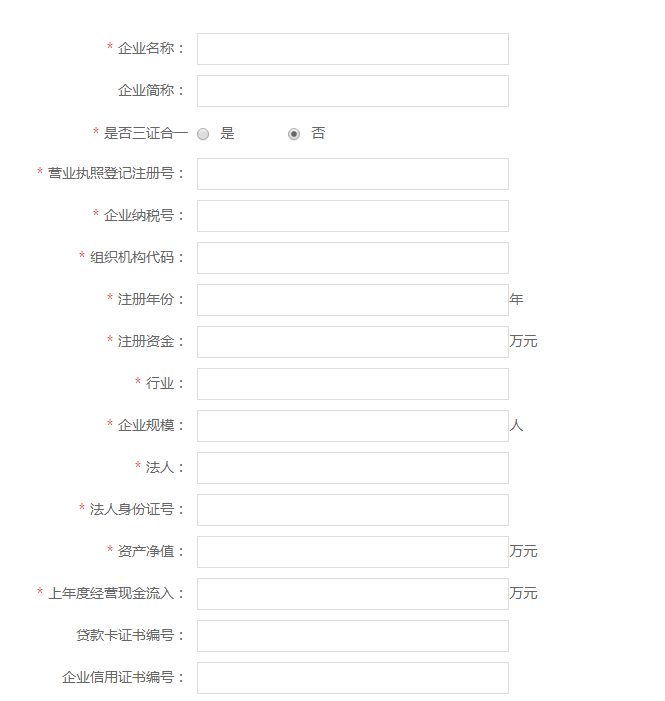 * 企业名称：
企业简称：
* 是否三证合一 是 否
* 营业执照登记注册号：
* 企业纳税号：
* 组织机构代码：
* 注册年份： 年
* 注册资金： 万元
* 行业：
* 企业规模： 人
* 法人：
* 法人身份证号：
* 资产净值： 万元
* 上年度经营现金流入： 万元
贷款卡证书编号：
企业信用证书编号：